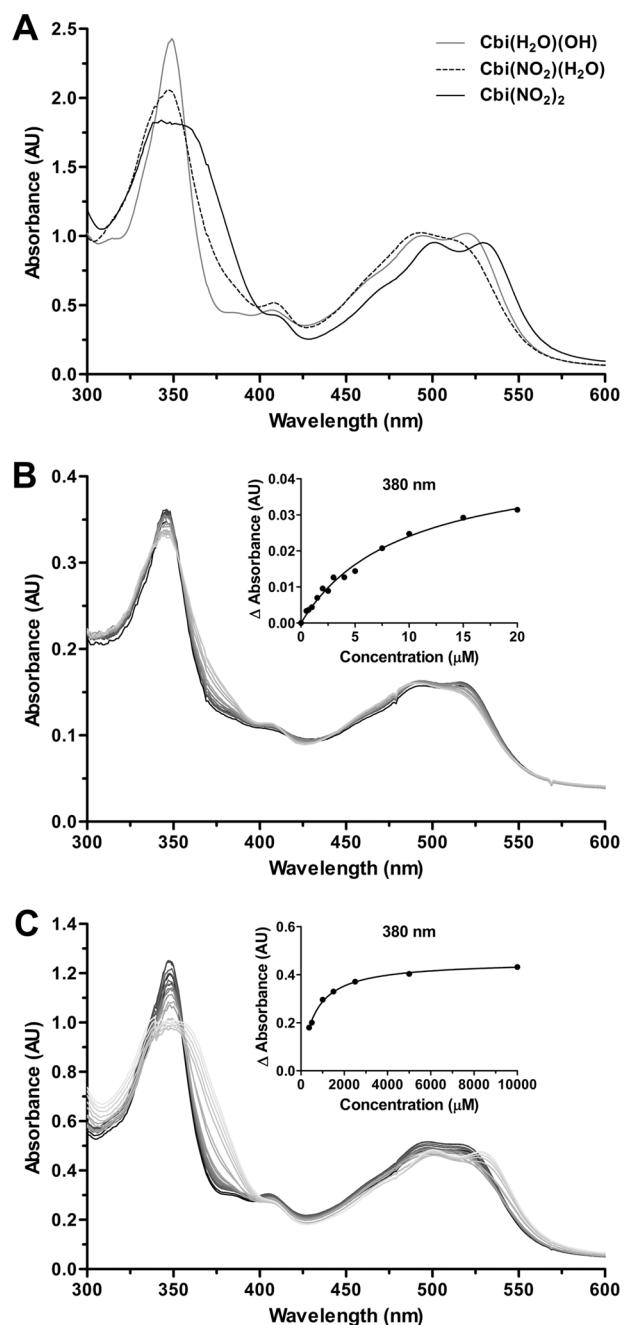 A
Cbi(H₂O)(OH)
Cbi(NO₂)(H₂O)
Cbi(NO₂)₂
Absorbance (AU)
2.5
2.0
1.5
1.0
0.5
0.0
300 350 400 450 500 550 600
Wavelength (nm)
B
Absorbance (AU)
0.4
0.3
0.2
0.1
0.0
300 350 400 450 500 550 600
Wavelength (nm)
380 nm
Δ Absorbance (AU)
0.04
0.03
0.02
0.01
0.00
0 5 10 15 20
Concentration (μM)
C
Absorbance (AU)
1.4
1.2
1.0
0.8
0.6
0.4
0.2
0.0
300 350 400 450 500 550 600
Wavelength (nm)
380 nm
Δ Absorbance (AU)
0.6
0.4
0.2
0.0
0 2000 4000 6000 8000 10000
Concentration (μM)